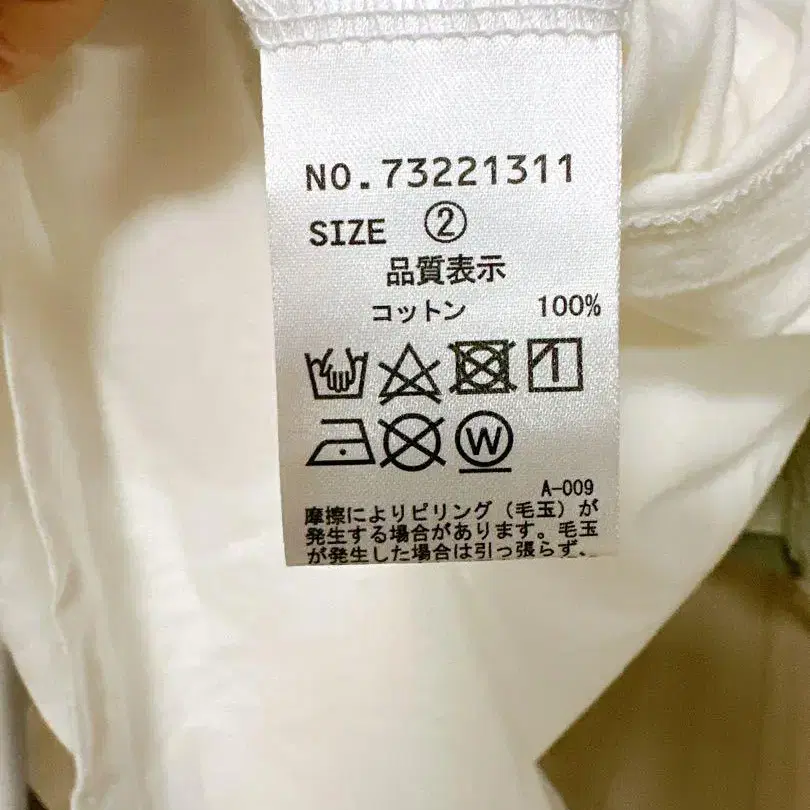 NO.73221311
SIZE ②
品質表示
コットン 100%
W
A-009
摩擦によりピリング(毛玉)が
発生する場合があります。毛玉
が発生した場合は引っ張らず、